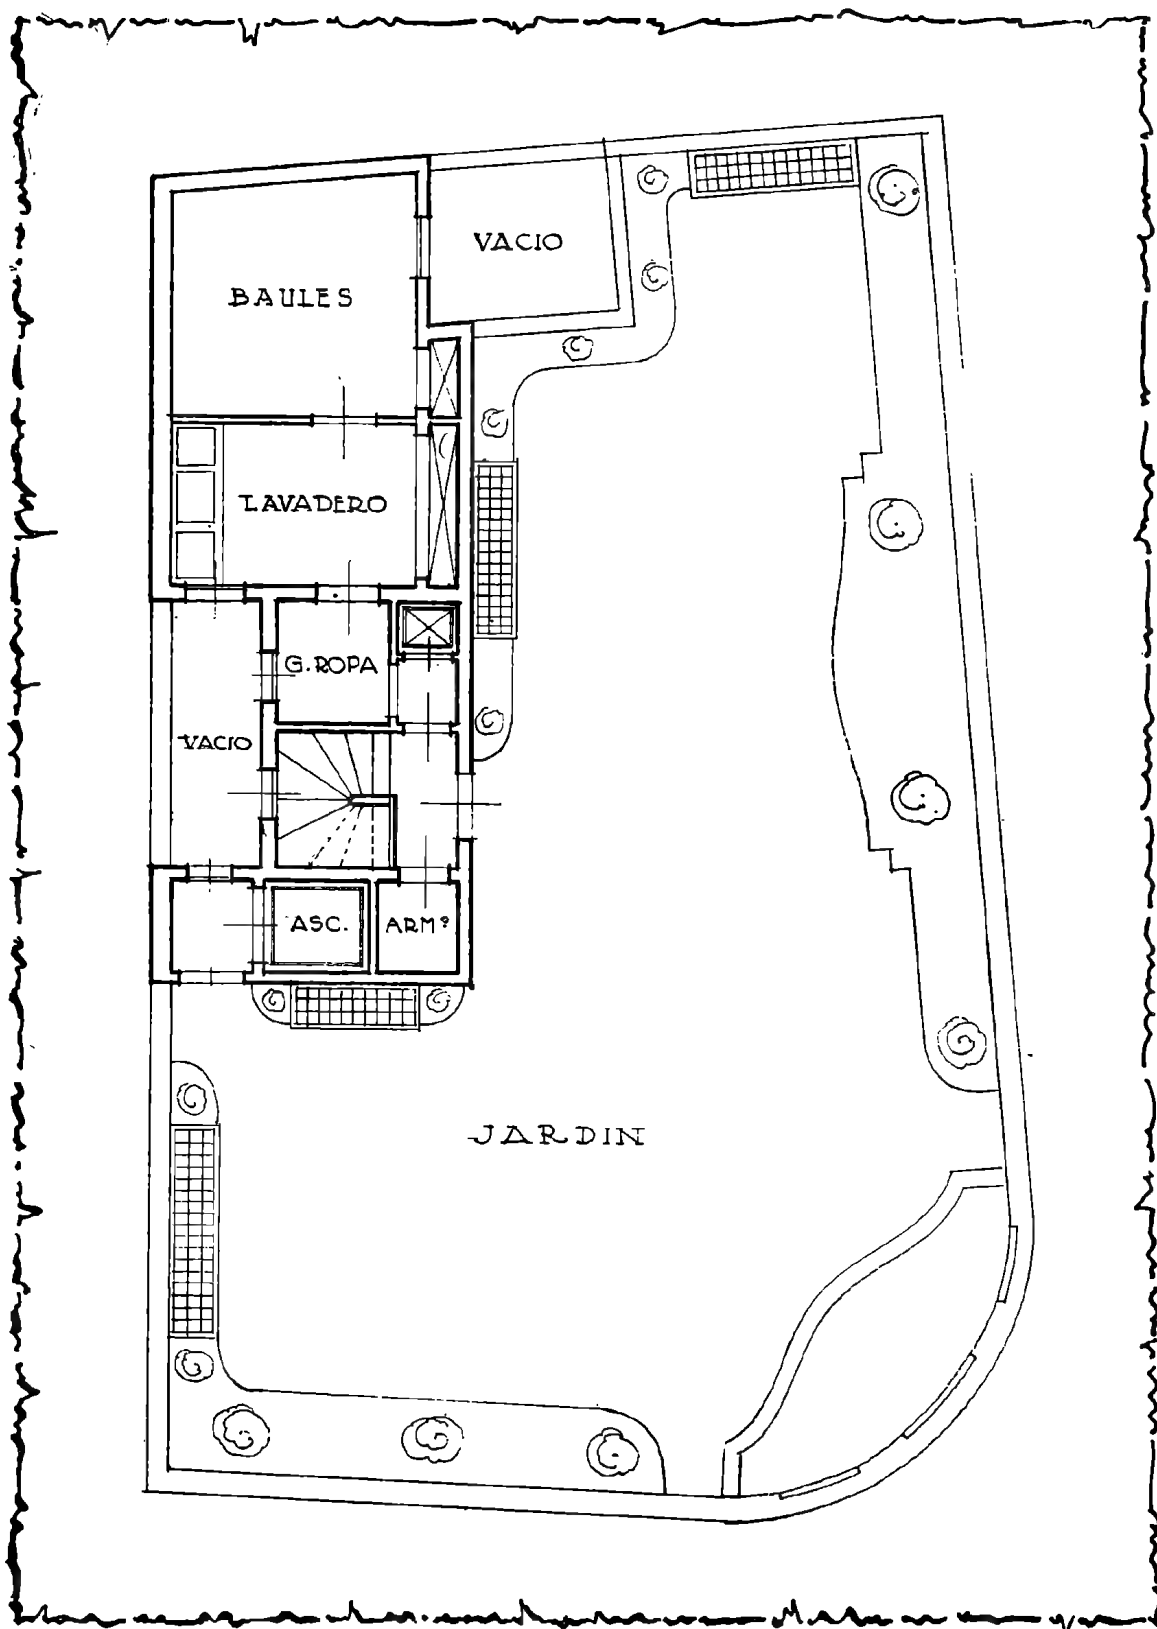 VACIO
BAULES
LAVADERO
G. ROPA
VACIO
ASC.
ARMº
JARDIN